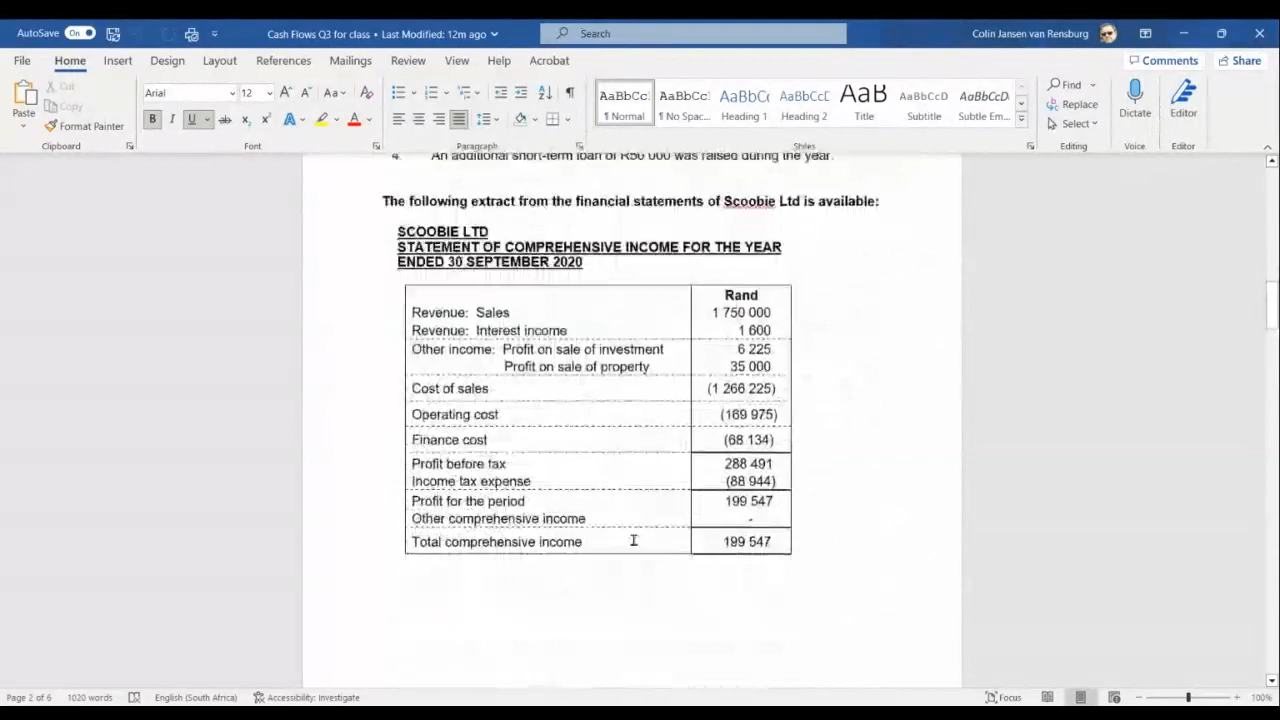 AutoSave On Cash Flows Q3 for class • Last Modified: 12m ago Search Colin Jansen van Rensburg
File Home Insert Design Layout References Mailings Review View Help Acrobat Comments Share
Paste Cut Copy Format Painter
Clipboard
Arial 12
Font
Paragraph
AaBbCc AaBbCc AaBbCc AaBbCcD AaB AaBbCcD AaBbCcD
¶ Normal ¶ No Spac... Heading 1 Heading 2 Title Subtitle Subtle Em...
Styles
Find
Replace
Select
Editing
Dictate
Voice
Editor
Editor
4. An additional short-term loan of R50 000 was raised during the year.
The following extract from the financial statements of Scoobie Ltd is available:
SCOOBIE LTD
STATEMENT OF COMPREHENSIVE INCOME FOR THE YEAR
ENDED 30 SEPTEMBER 2020
Rand
Revenue: Sales 1 750 000
Revenue: Interest income 1 600
Other income: Profit on sale of investment 6 225
Profit on sale of property 35 000
Cost of sales (1 266 225)
Operating cost (169 975)
Finance cost (68 134)
Profit before tax 288 491
Income tax expense (88 944)
Profit for the period 199 547
Other comprehensive income -
Total comprehensive income 199 547
Page 2 of 6 1020 words English (South Africa) Accessibility: Investigate Focus 100%